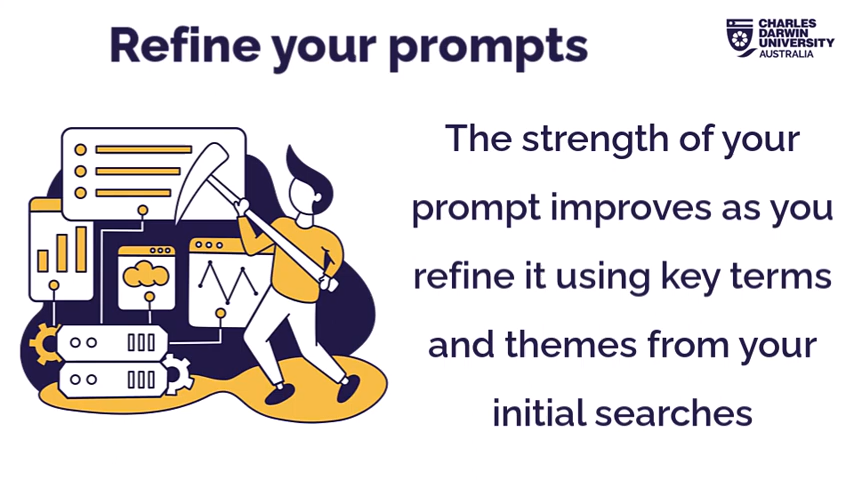 Refine your prompts
CHARLES
DARWIN
UNIVERSITY
AUSTRALIA
The strength of your
prompt improves as you
refine it using key terms
and themes from your
initial searches